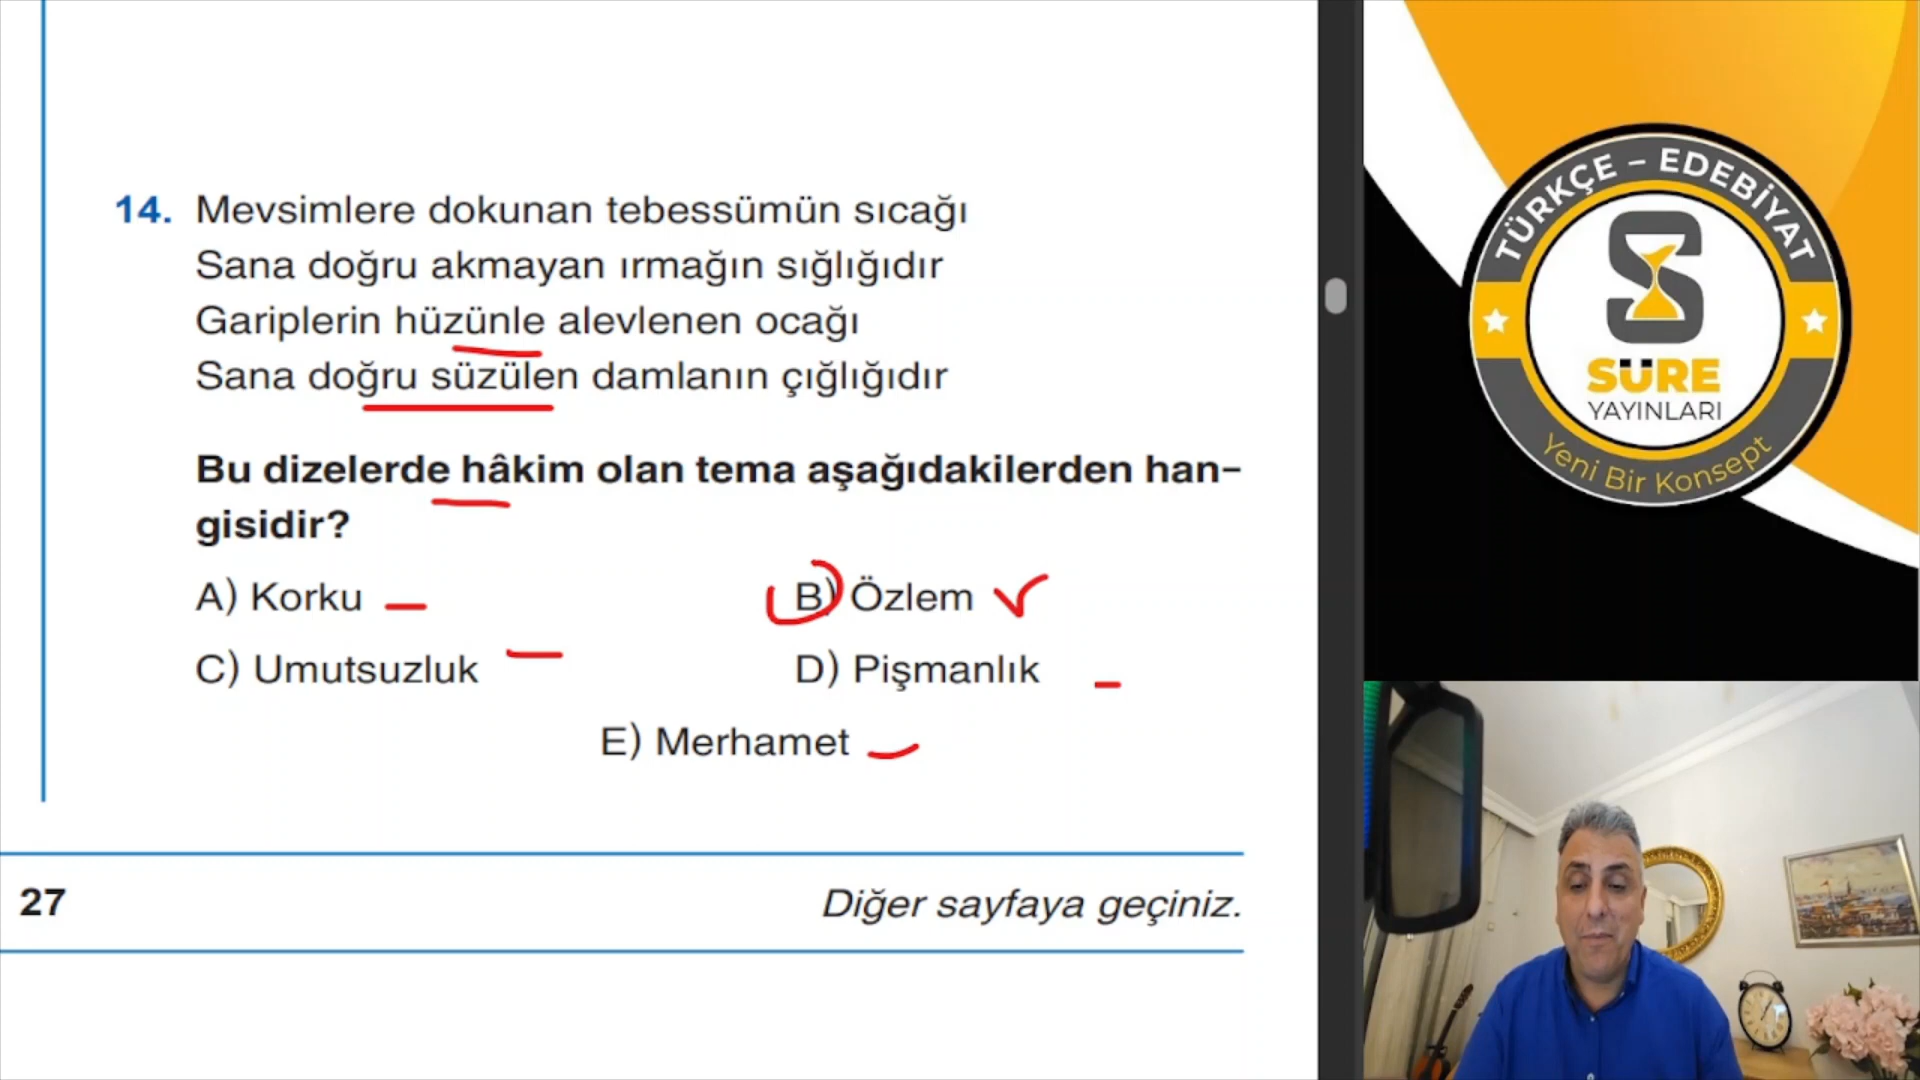 14. Mevsimlere dokunan tebessümün sıcağı
Sana doğru akmayan ırmağın sığlığıdır
Gariplerin hüzünle alevlenen ocağı
Sana doğru süzülen damlanın çığlığıdır
Bu dizelerde hâkim olan tema aşağıdakilerden han-
gisidir?
A) Korku
B) Özlem
C) Umutsuzluk
D) Pişmanlık
E) Merhamet
27
Diğer sayfaya geçiniz.
TÜRKÇE – EDEBİYAT
SÜRE
YAYINLARI
Yeni Bir Konsept